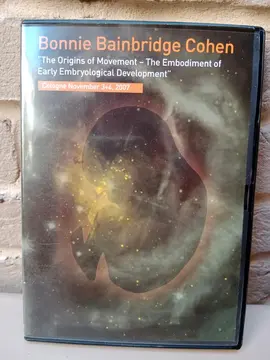 Bonnie Bainbridge Cohen
"The Origins of Movement – The Embodiment of
Early Embryological Development"
Cologne November 3+4, 2007